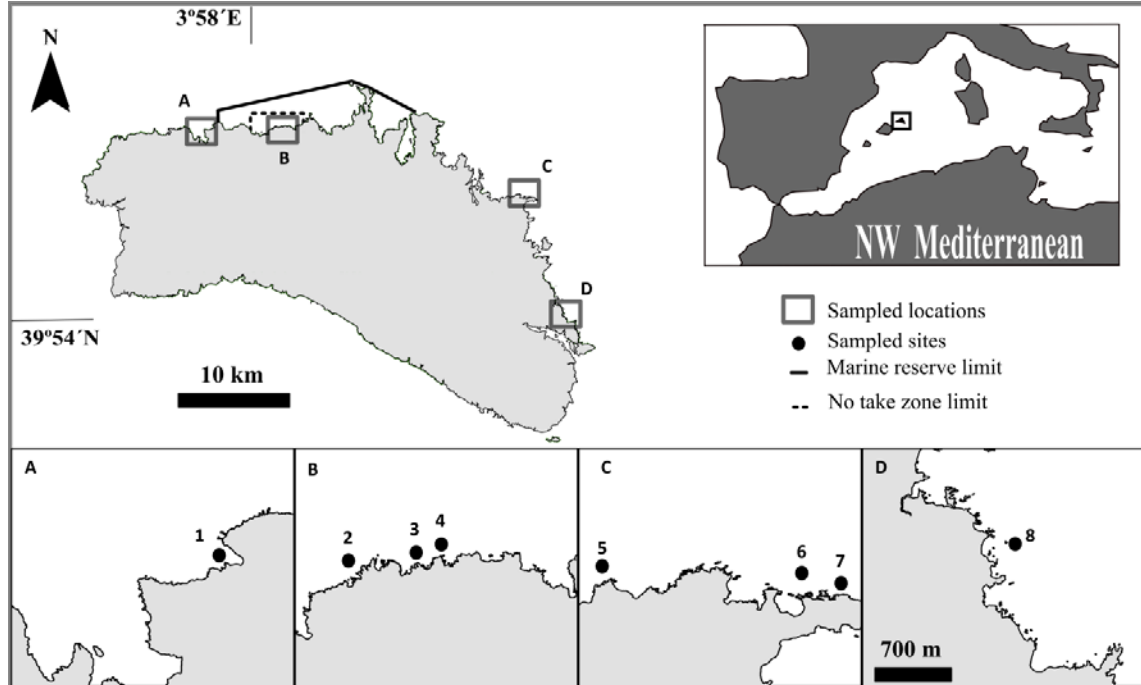 3º58´E
N
A
B
C
D
39º54´N
10 km
NW Mediterranean
Sampled locations
Sampled sites
Marine reserve limit
No take zone limit
A
1
B
2
3
4
C
5
6
7
D
8
700 m